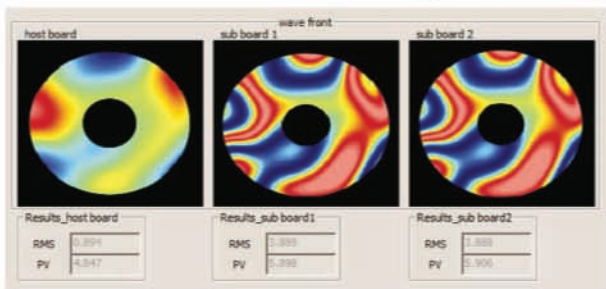 wave front
host board
sub board 1
sub board 2
Results_host board
RMS 0.894
PV 4.847
Results_sub board1
RMS
PV 5.898
Results_sub board2
RMS
PV 5.906